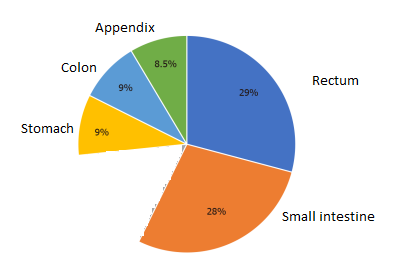 Appendix
8.5%
Colon
9%
Rectum
29%
Stomach
9%
28%
Small intestine